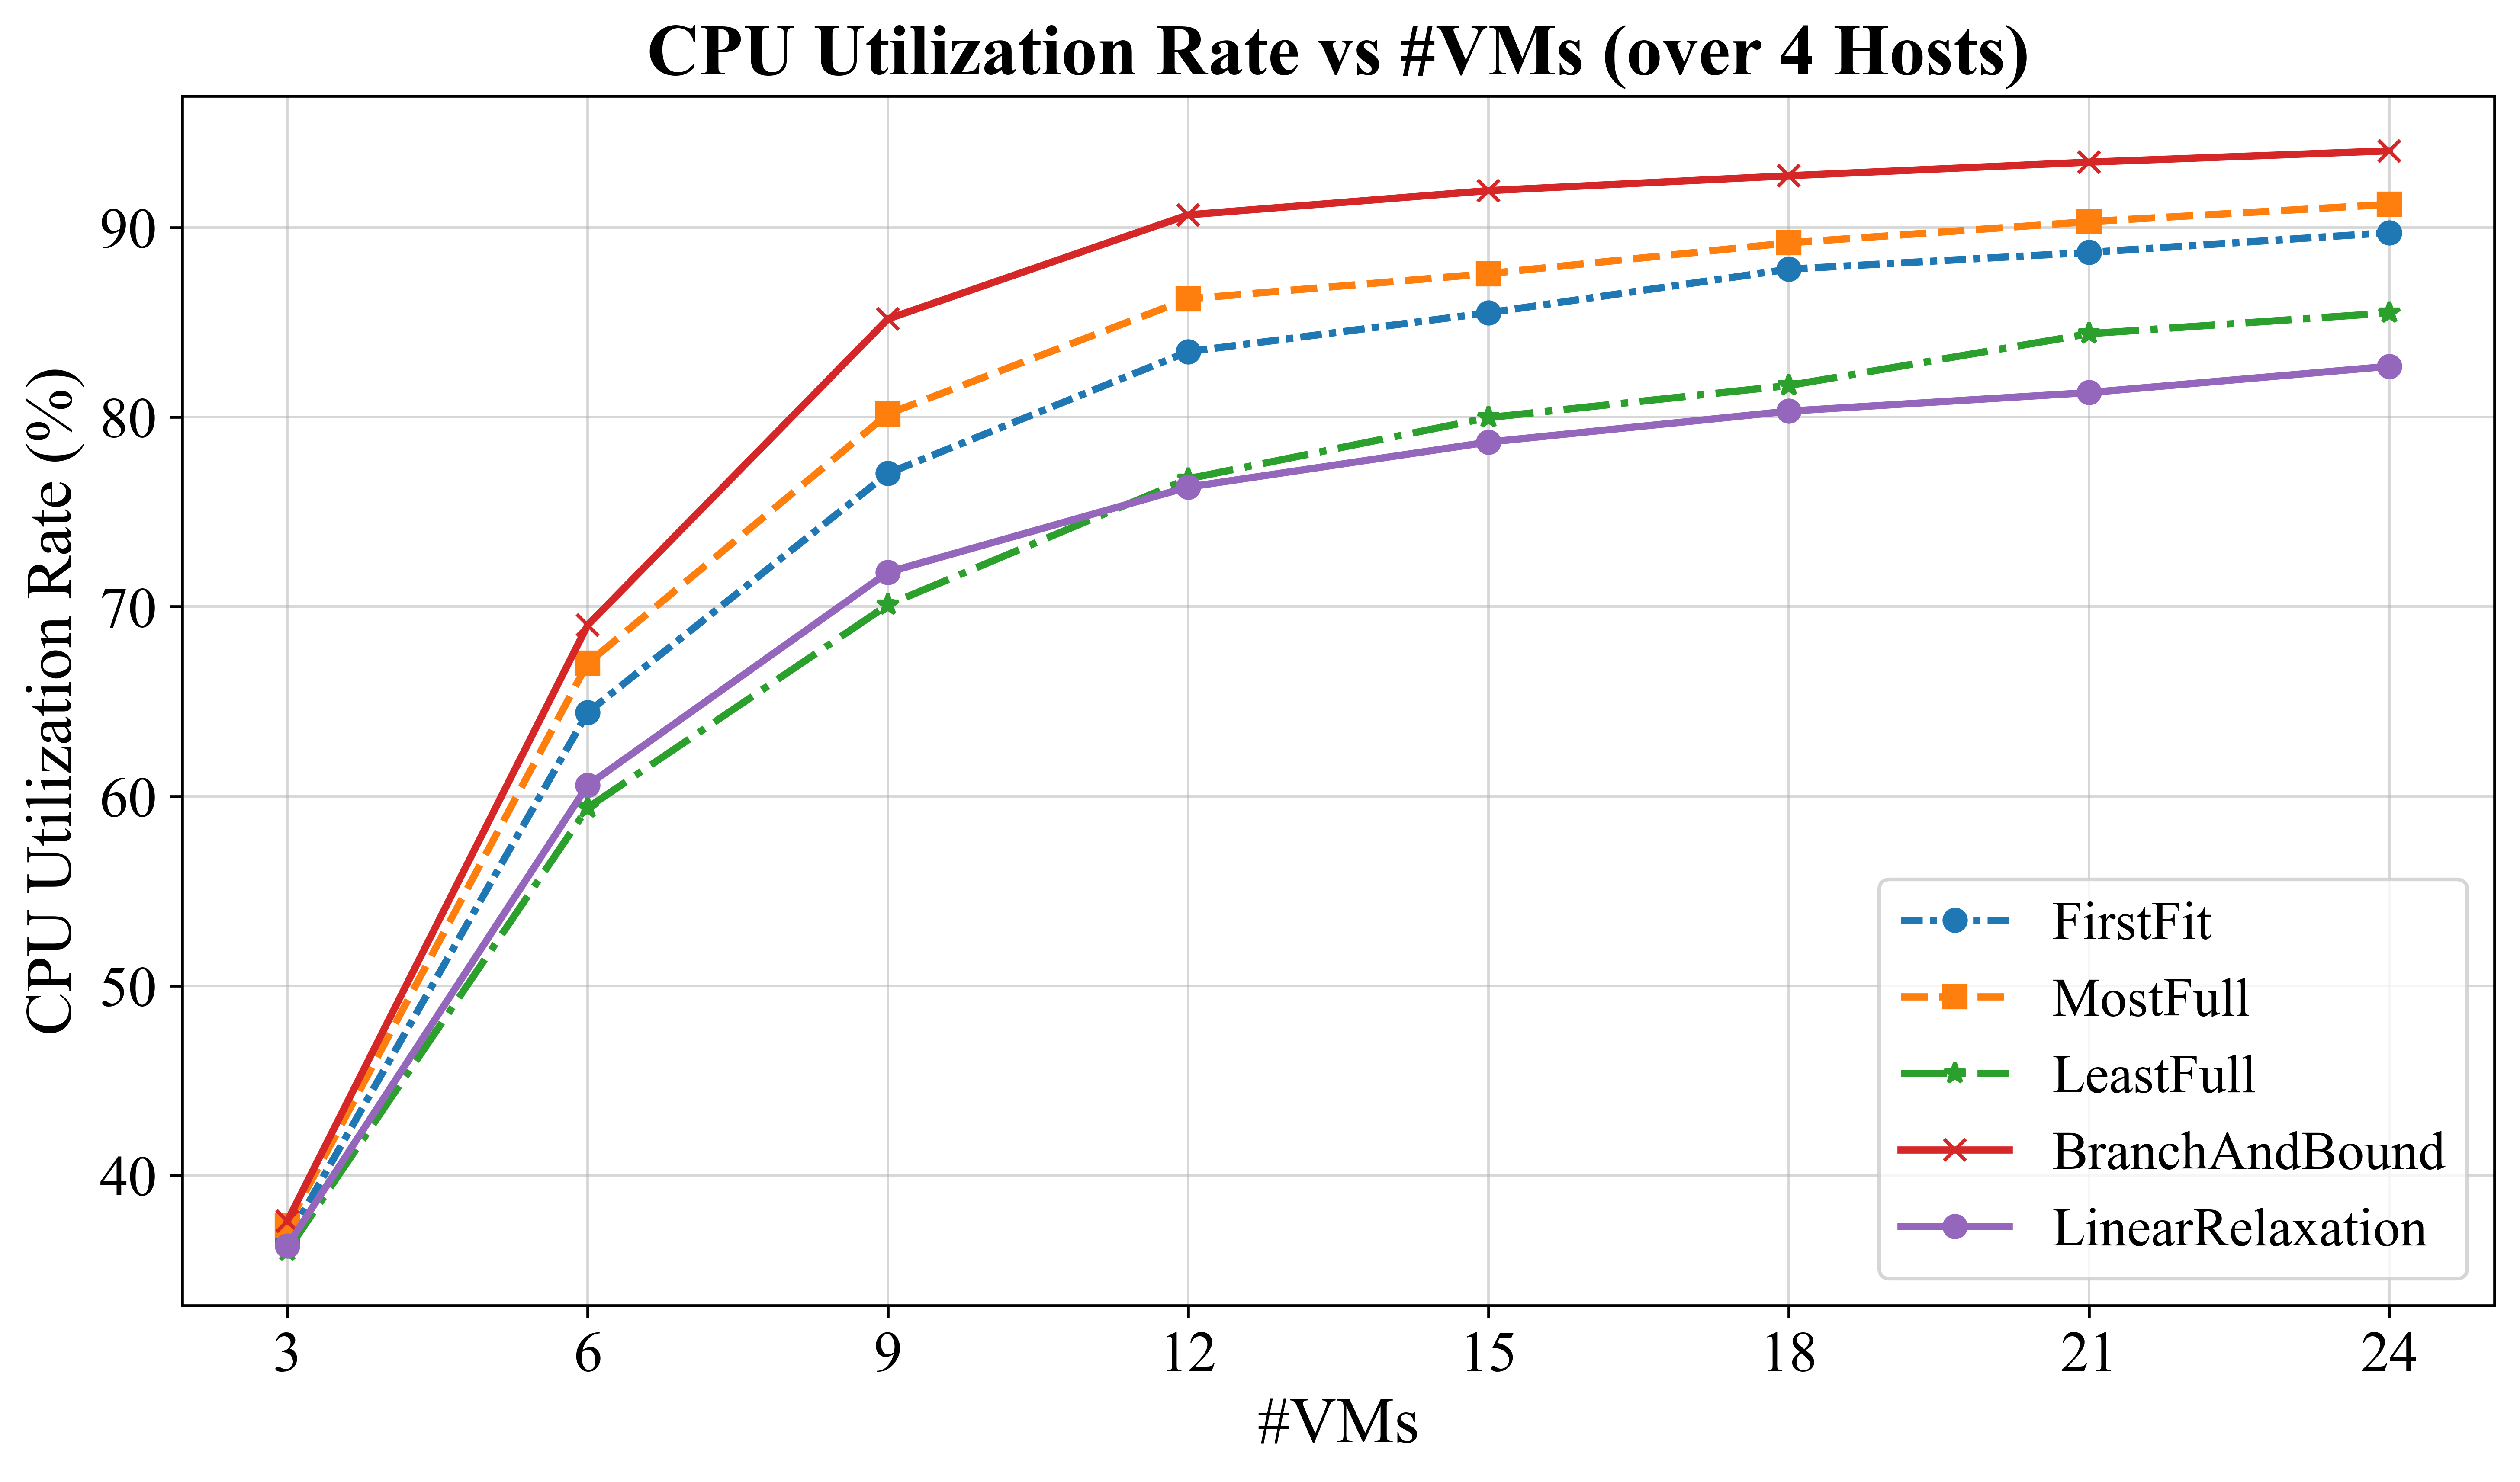 CPU Utilization Rate vs #VMs (over 4 Hosts)
CPU Utilization Rate (%)
90
80
70
60
50
40
3 6 9 12 15 18 21 24
#VMs
FirstFit
MostFull
LeastFull
BranchAndBound
LinearRelaxation